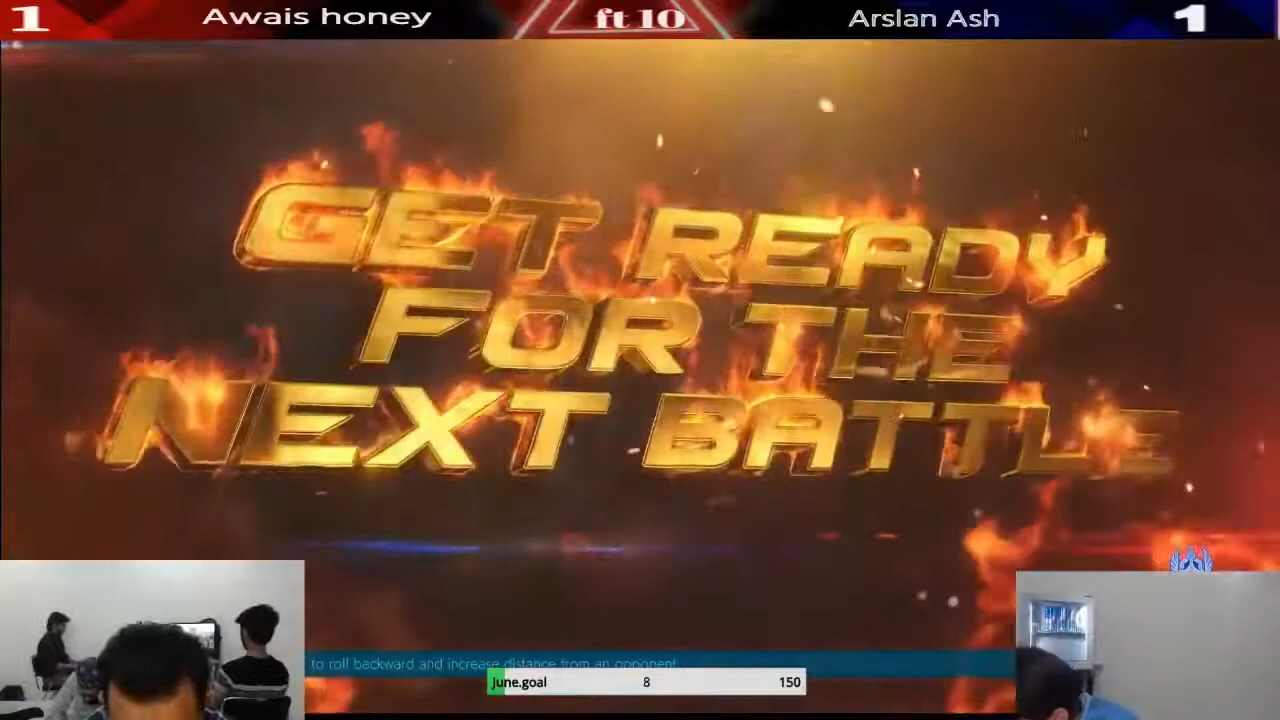 1 Awais honey ft 10 Arslan Ash 1
GET READY
FOR THE
NEXT BATTLE
to roll backward and increase distance from an opponent.
June.goal 8 150